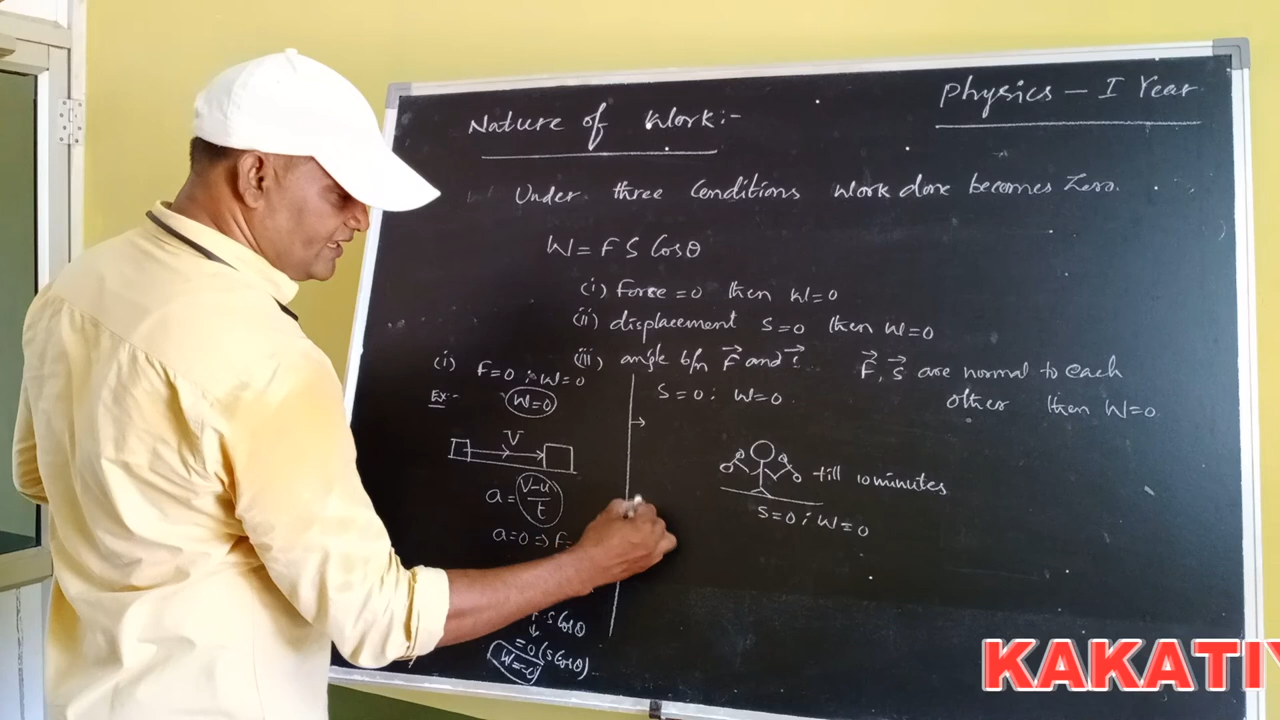 Physics - I Year
Nature of Work:-
Under three Conditions Work done becomes Zero.
W = F S Cosθ
(i) Force = 0 then W = 0
(ii) displacement S = 0 then W = 0
(iii) angle b/n F⃗ and F⃗, S⃗ are normal to each
other then W = 0
(i) F = 0 ; W = 0
Ex:- W = 0
V
a = V-u/t
a = 0 ⇒ F =
S Cosθ
= 0 (S Cosθ)
S = 0 ; W = 0
till 10 minutes
S = 0 ; W = 0
KAKATIY